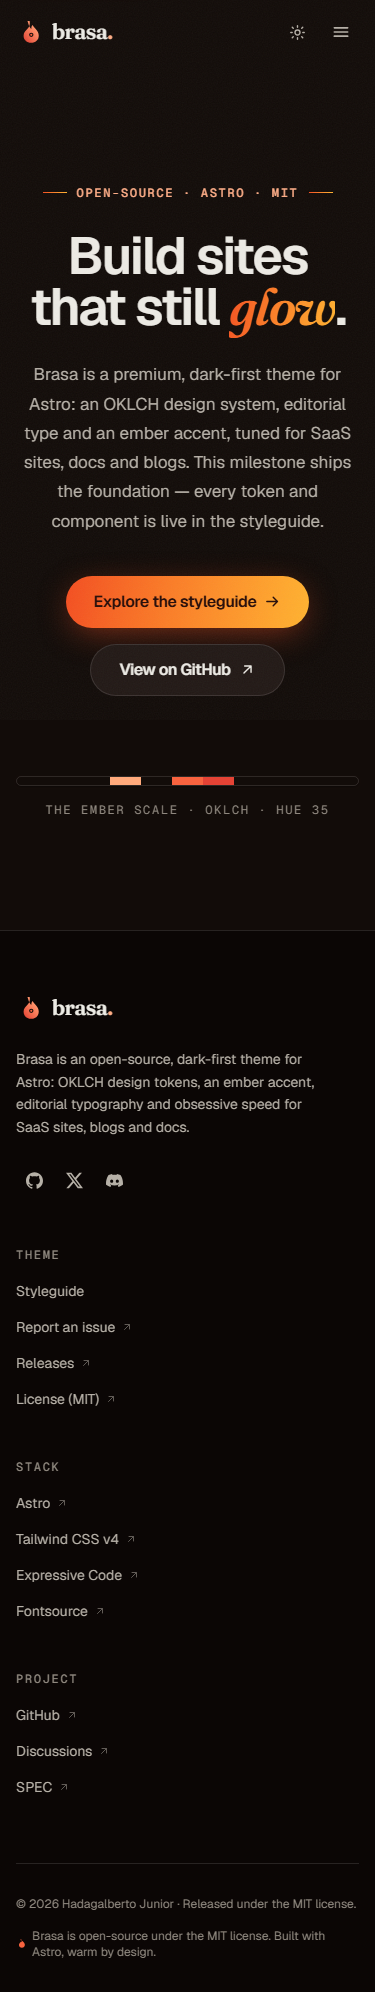 brasa.
OPEN-SOURCE · ASTRO · MIT
Build sites
that still glow.
Brasa is a premium, dark-first theme for
Astro: an OKLCH design system, editorial
type and an ember accent, tuned for SaaS
sites, docs and blogs. This milestone ships
the foundation — every token and
component is live in the styleguide.
Explore the styleguide →
View on GitHub ↗
THE EMBER SCALE · OKLCH · HUE 35
brasa.
Brasa is an open-source, dark-first theme for
Astro: OKLCH design tokens, an ember accent,
editorial typography and obsessive speed for
SaaS sites, blogs and docs.
THEME
Styleguide
Report an issue ↗
Releases ↗
License (MIT) ↗
STACK
Astro ↗
Tailwind CSS v4 ↗
Expressive Code ↗
Fontsource ↗
PROJECT
GitHub ↗
Discussions ↗
SPEC ↗
© 2026 Hadagalberto Junior · Released under the MIT license.
Brasa is open-source under the MIT license. Built with
Astro, warm by design.